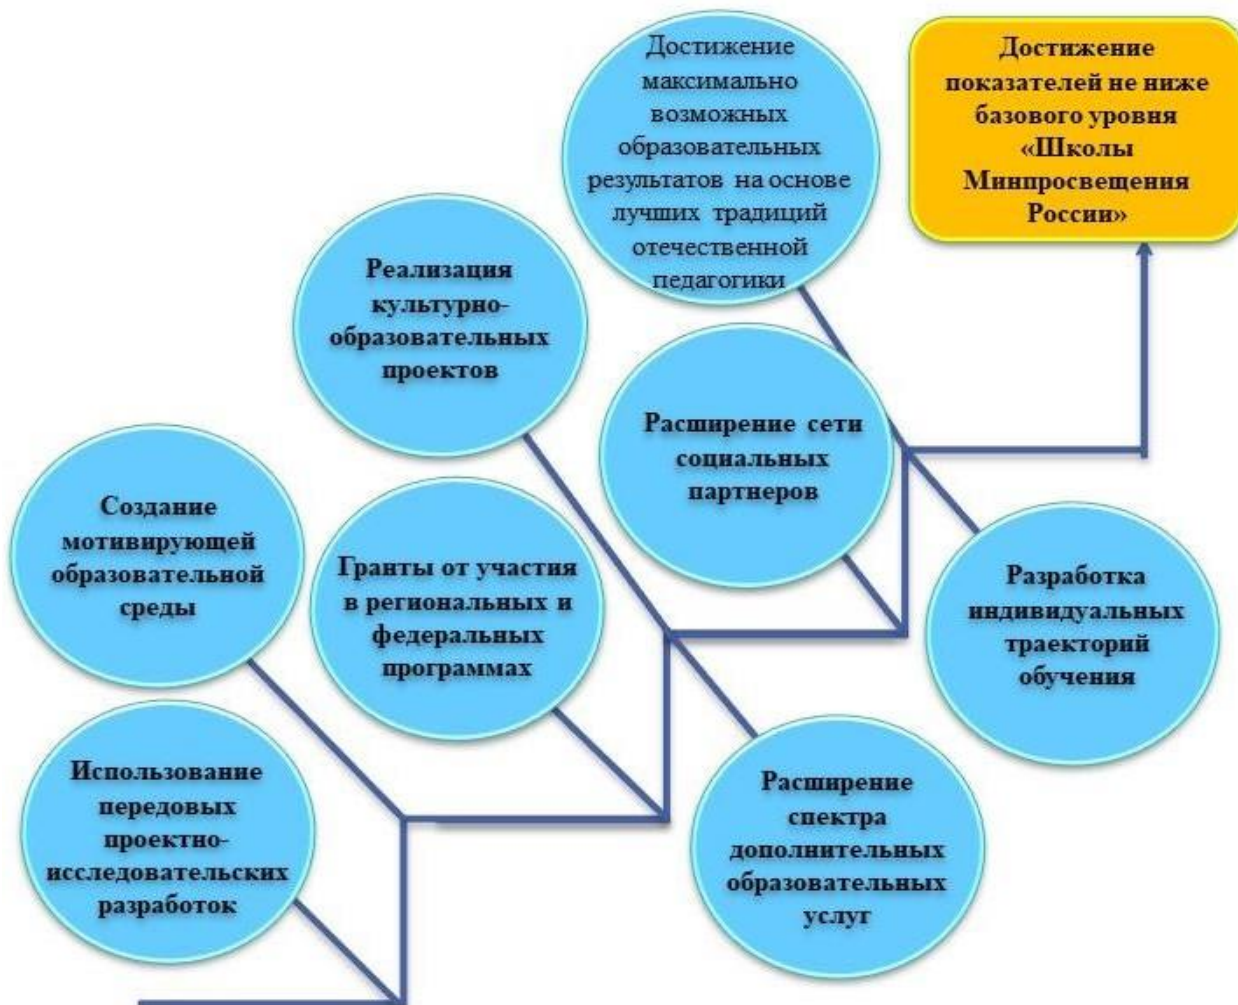 Достижение
максимально
возможных
образовательных
результатов на основе
лучших традиций
отечественной
педагогики
Достижение
показателей не ниже
базового уровня
«Школы
Минпросвещения
России»
Реализация
культурно-
образовательных
проектов
Расширение сети
социальных
партнеров
Создание
мотивирующей
образовательной
среды
Гранты от участия
в региональных и
федеральных
программах
Разработка
индивидуальных
траекторий
обучения
Использование
передовых
проектно-
исследовательских
разработок
Расширение
спектра
дополнительных
образовательных
услуг